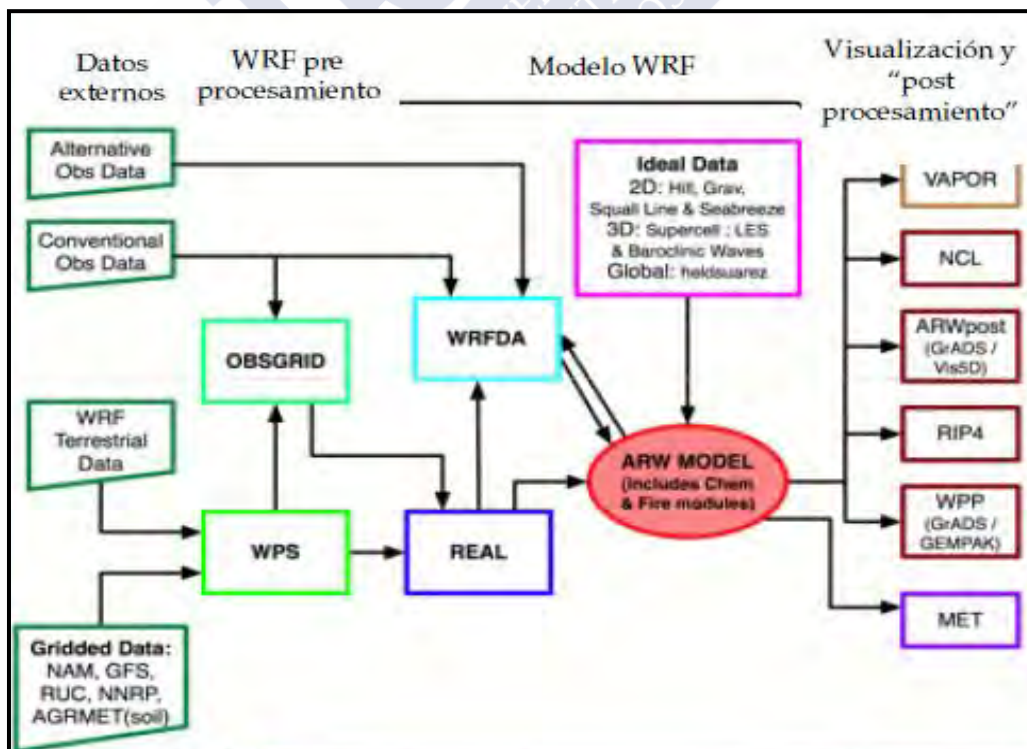 Datos
externos
WRF pre
procesamiento
Modelo WRF
Visualización y
“post
procesamiento”
Alternative
Obs Data
Conventional
Obs Data
WRF
Terrestrial
Data
Gridded Data:
NAM, GFS,
RUC, NNRP,
AGRMET(soil)
OBSGRID
WPS
WRFDA
REAL
Ideal Data
2D: Hill, Grav,
Squall Line & Seabreeze
3D: Supercell ; LES
& Baroclinic Waves
Global: heldsuarez
ARW MODEL
(includes Chem
& Fire modules)
VAPOR
NCL
ARWpost
(GrADS /
Vis5D)
RIP4
WPP
(GrADS /
GEMPAK)
MET